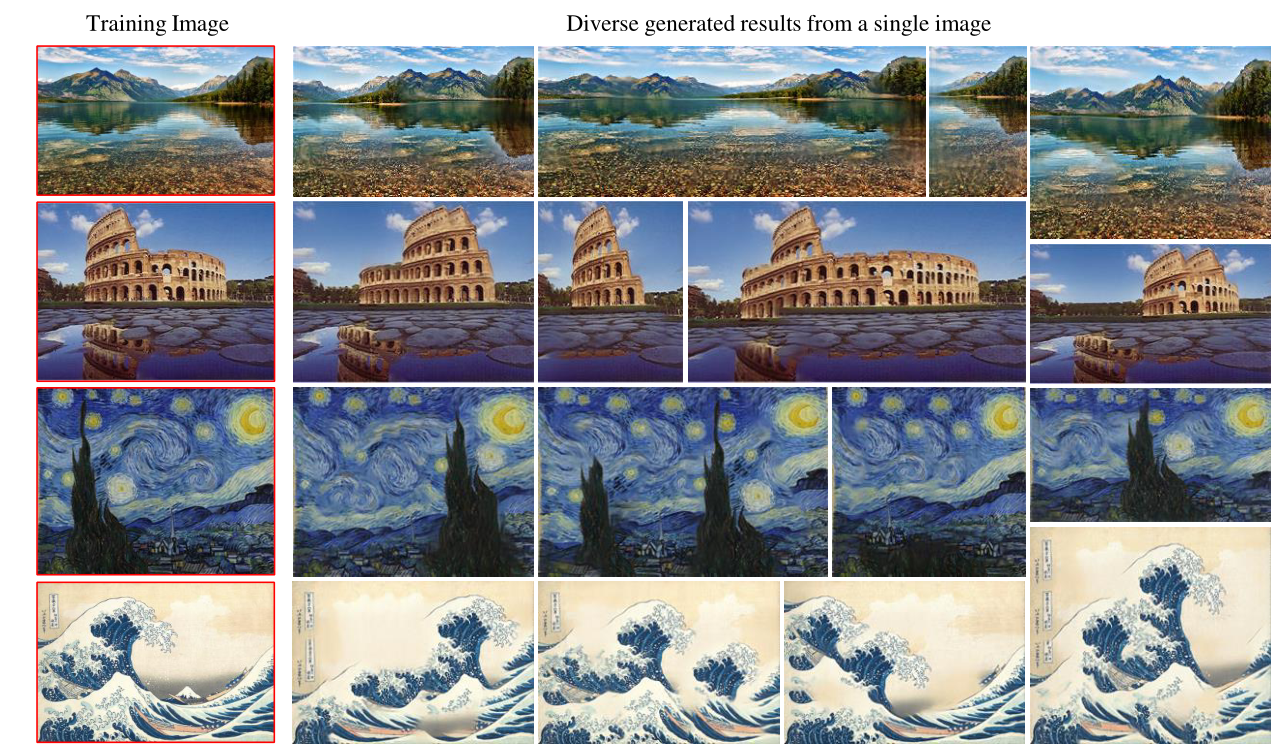 Training Image
Diverse generated results from a single image